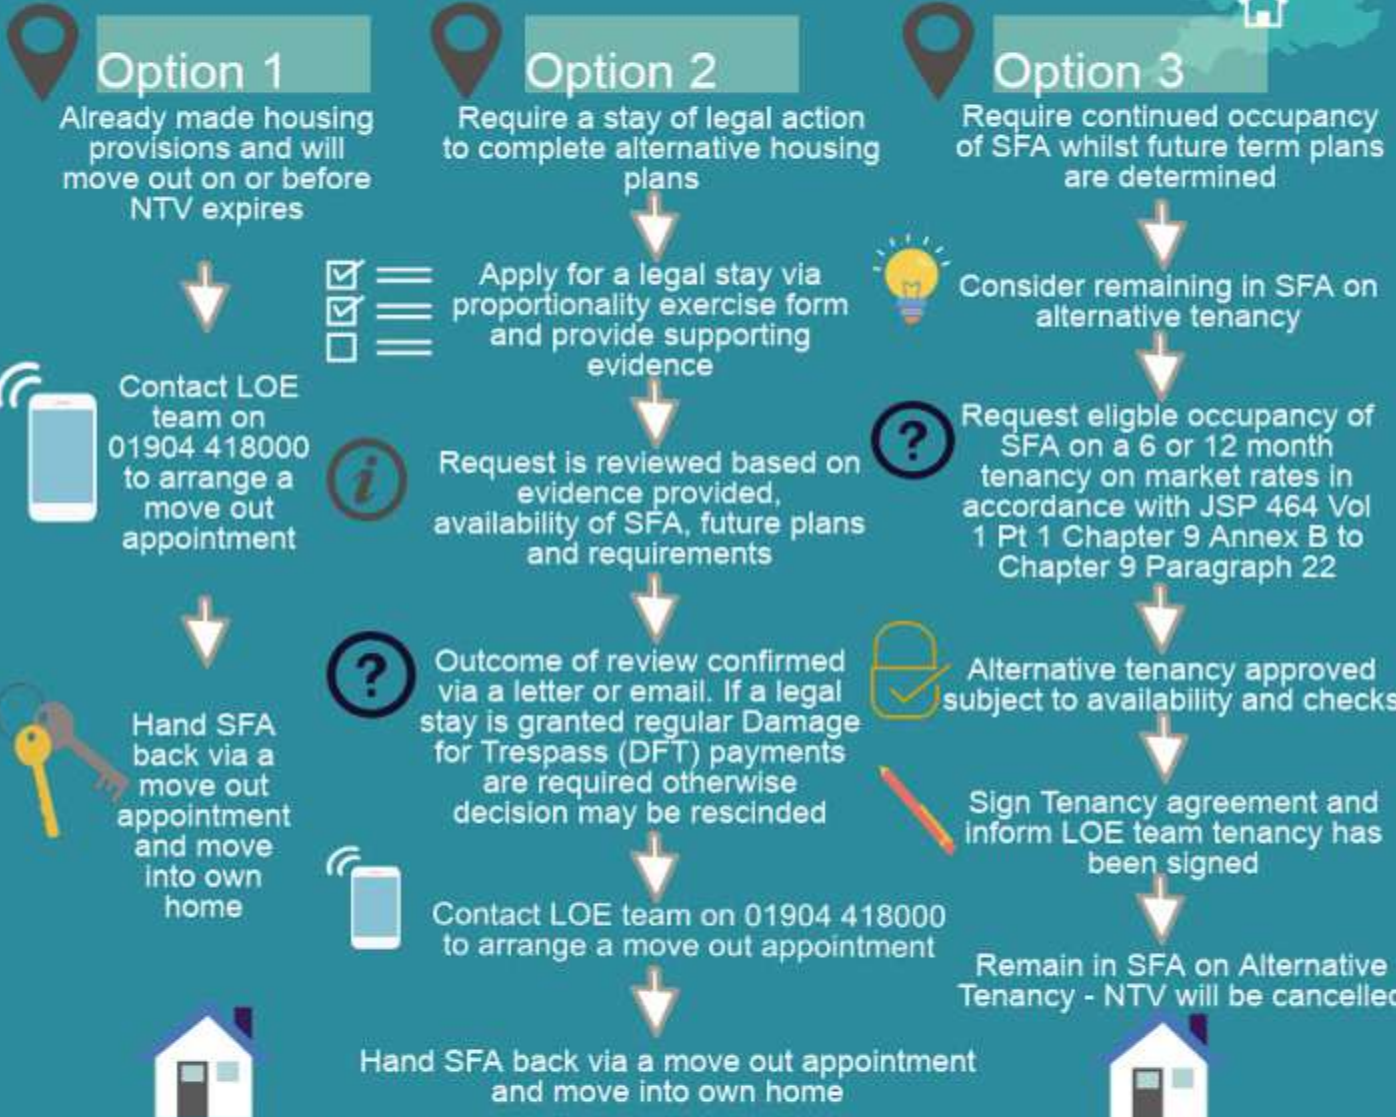 Option 1
Already made housing
provisions and will
move out on or before
NTV expires
Contact LOE
team on
01904 418000
to arrange a
move out
appointment
Hand SFA
back via a
move out
appointment
and move
into own
home
Option 2
Require a stay of legal action
to complete alternative housing
plans
Apply for a legal stay via
proportionality exercise form
and provide supporting
evidence
i
Request is reviewed based on
evidence provided,
availability of SFA, future plans
and requirements
?
Outcome of review confirmed
via a letter or email. If a legal
stay is granted regular Damage
for Trespass (DFT) payments
are required otherwise
decision may be rescinded
Contact LOE team on 01904 418000
to arrange a move out appointment
Hand SFA back via a move out appointment
and move into own home
Option 3
Require continued occupancy
of SFA whilst future term plans
are determined
Consider remaining in SFA on
alternative tenancy
?
Request eligble occupancy of
SFA on a 6 or 12 month
tenancy on market rates in
accordance with JSP 464 Vol
1 Pt 1 Chapter 9 Annex B to
Chapter 9 Paragraph 22
Alternative tenancy approved
subject to availability and checks
Sign Tenancy agreement and
inform LOE team tenancy has
been signed
Remain in SFA on Alternative
Tenancy - NTV will be cancelled